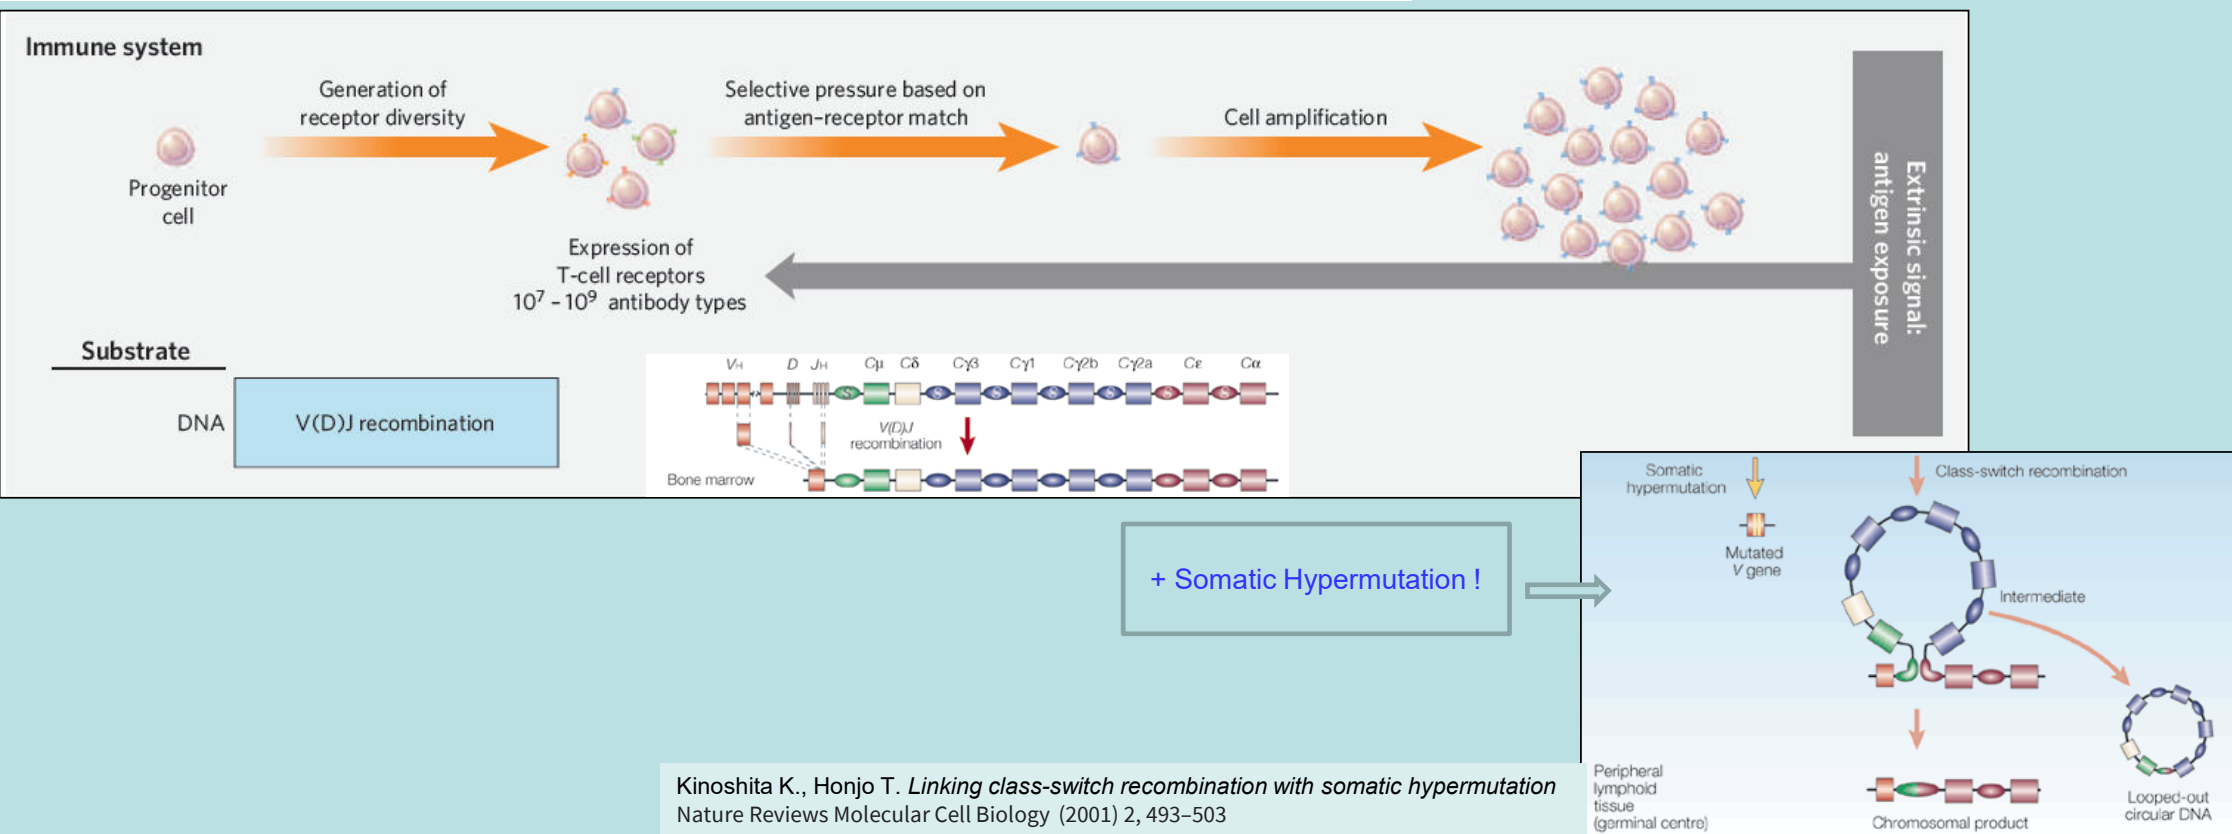 Immune system
Generation of
receptor diversity
Selective pressure based on
antigen–receptor match
Cell amplification
Progenitor
cell
Expression of
T-cell receptors
10⁷ – 10⁹ antibody types
Extrinsic signal:
antigen exposure
Substrate
DNA
V(D)J recombination
VH D JH Cμ Cδ Cγ3 Cγ1 Cγ2b Cγ2a Cε Cα
S S S S S S S
V(D)J
recombination
Bone marrow
+ Somatic Hypermutation !
Somatic
hypermutation
Class-switch recombination
Mutated
V gene
Intermediate
Peripheral
lymphoid
tissue
(germinal centre)
Chromosomal product
Looped-out
circular DNA
Kinoshita K., Honjo T. Linking class-switch recombination with somatic hypermutation
Nature Reviews Molecular Cell Biology (2001) 2, 493–503